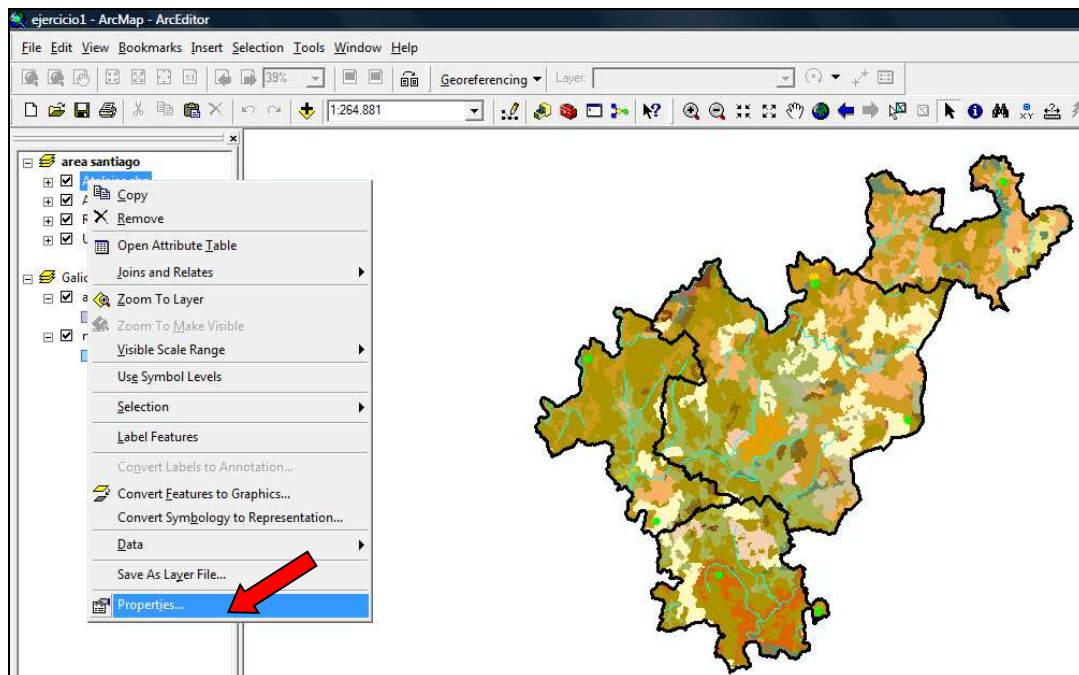 ejercicio1 - ArcMap - ArcEditor
File Edit View Bookmarks Insert Selection Tools Window Help
39% Georeferencing Layer:
1:264.881
area santiago
A
R
U
Galic
a
Copy
Remove
Open Attribute Table
Joins and Relates
Zoom To Layer
Zoom To Make Visible
Visible Scale Range
Use Symbol Levels
Selection
Label Features
Convert Labels to Annotation...
Convert Features to Graphics...
Convert Symbology to Representation...
Data
Save As Layer File...
Properties...